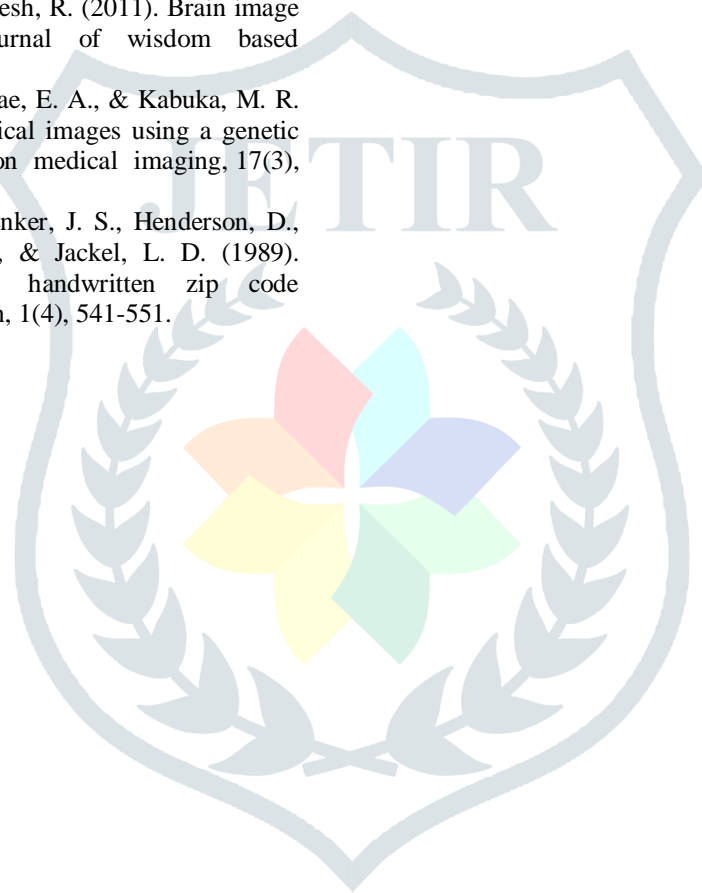 esh, R. (2011). Brain image
urnal of wisdom based
ae, E. A., & Kabuka, M. R.
ical images using a genetic
on medical imaging, 17(3),
nker, J. S., Henderson, D.,
, & Jackel, L. D. (1989).
handwritten zip code
n, 1(4), 541-551.
JETIR